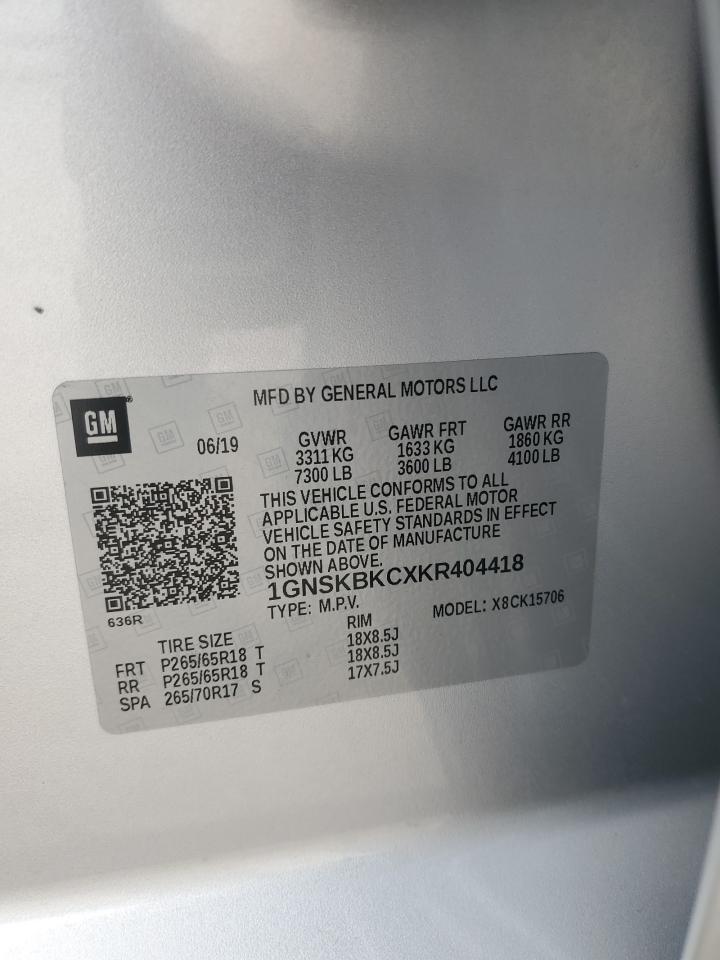 GM
MFD BY GENERAL MOTORS LLC
06/19
GVWR GAWR FRT GAWR RR
3311 KG 1633 KG 1860 KG
7300 LB 3600 LB 4100 LB
THIS VEHICLE CONFORMS TO ALL
APPLICABLE U.S. FEDERAL MOTOR
VEHICLE SAFETY STANDARDS IN EFFECT
ON THE DATE OF MANUFACTURE
SHOWN ABOVE.
1GNSKBKCXKR404418
TYPE: M.P.V. MODEL: X8CK15706
636R
TIRE SIZE RIM
FRT P265/65R18 T 18X8.5J
RR P265/65R18 T 18X8.5J
SPA 265/70R17 S 17X7.5J